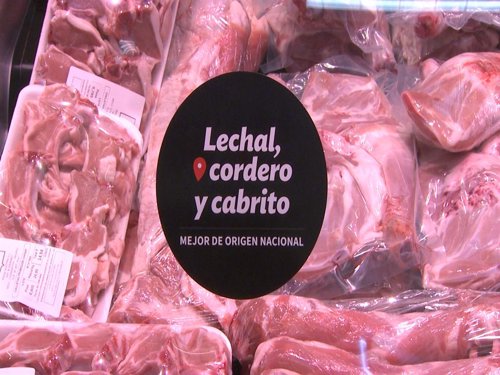 Lechal,
cordero
y cabrito
MEJOR DE ORIGEN NACIONAL